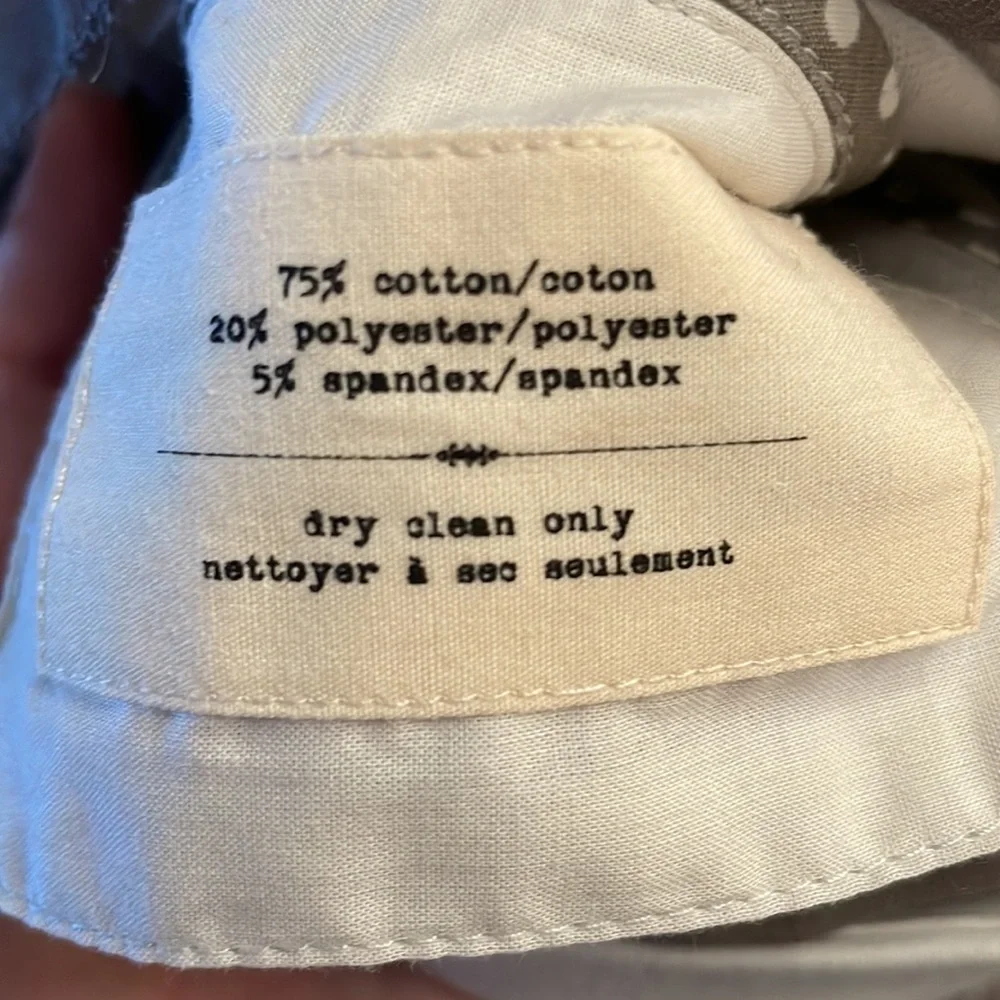 75% cotton/coton
20% polyester/polyester
5% spandex/spandex
dry clean only
nettoyer à sec seulement